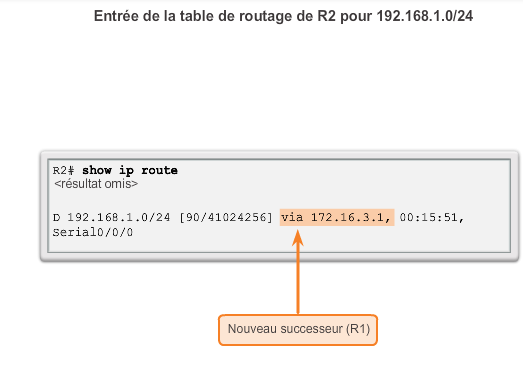 Entrée de la table de routage de R2 pour 192.168.1.0/24
R2# show ip route
<résultat omis>
D 192.168.1.0/24 [90/41024256] via 172.16.3.1, 00:15:51,
Serial0/0/0
Nouveau successeur (R1)